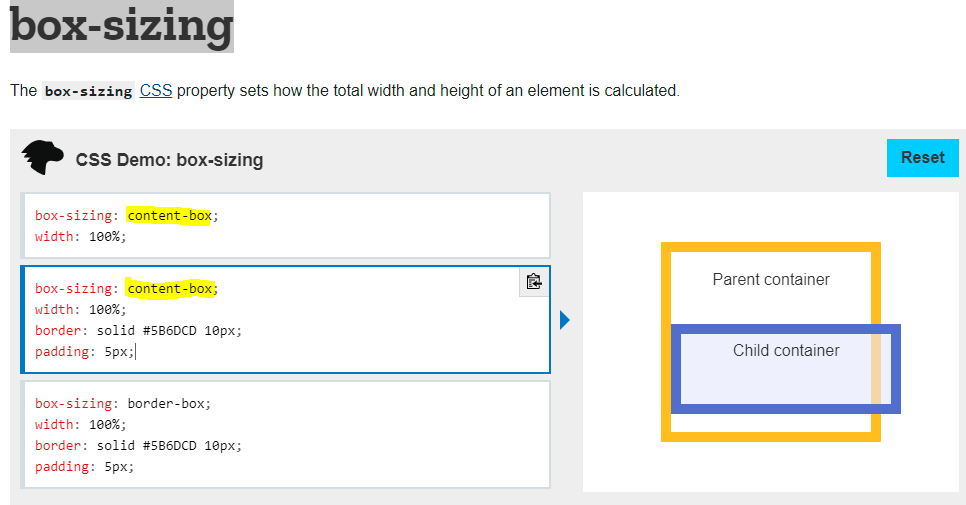 box-sizing
The box-sizing CSS property sets how the total width and height of an element is calculated.
CSS Demo: box-sizing
Reset
box-sizing: content-box;
width: 100%;
box-sizing: content-box;
width: 100%;
border: solid #5B6DCD 10px;
padding: 5px;
box-sizing: border-box;
width: 100%;
border: solid #5B6DCD 10px;
padding: 5px;
Parent container
Child container